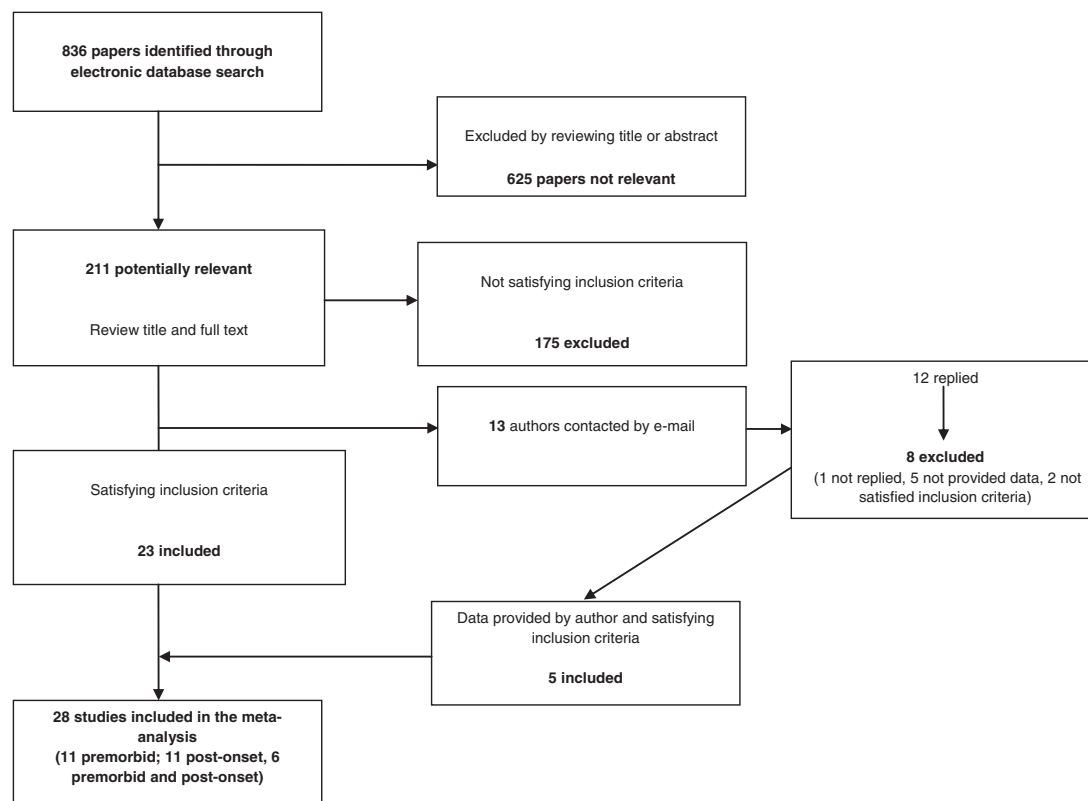 836 papers identified through
electronic database search
Excluded by reviewing title or abstract
625 papers not relevant
211 potentially relevant
Review title and full text
Not satisfying inclusion criteria
175 excluded
12 replied
8 excluded
(1 not replied, 5 not provided data, 2 not
satisfied inclusion criteria)
13 authors contacted by e-mail
Satisfying inclusion criteria
23 included
Data provided by author and satisfying
inclusion criteria
5 included
28 studies included in the meta-
analysis
(11 premorbid; 11 post-onset, 6
premorbid and post-onset)